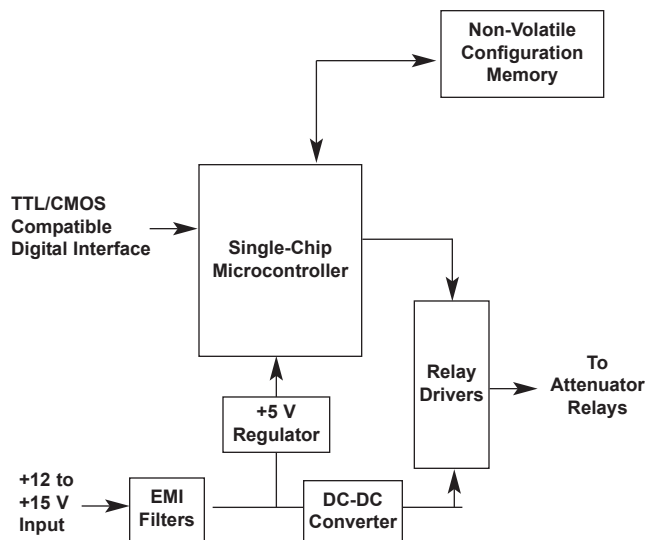 Non-Volatile
Configuration
Memory
TTL/CMOS
Compatible
Digital Interface
Single-Chip
Microcontroller
Relay
Drivers
To
Attenuator
Relays
+5 V
Regulator
+12 to
+15 V
Input
EMI
Filters
DC-DC
Converter